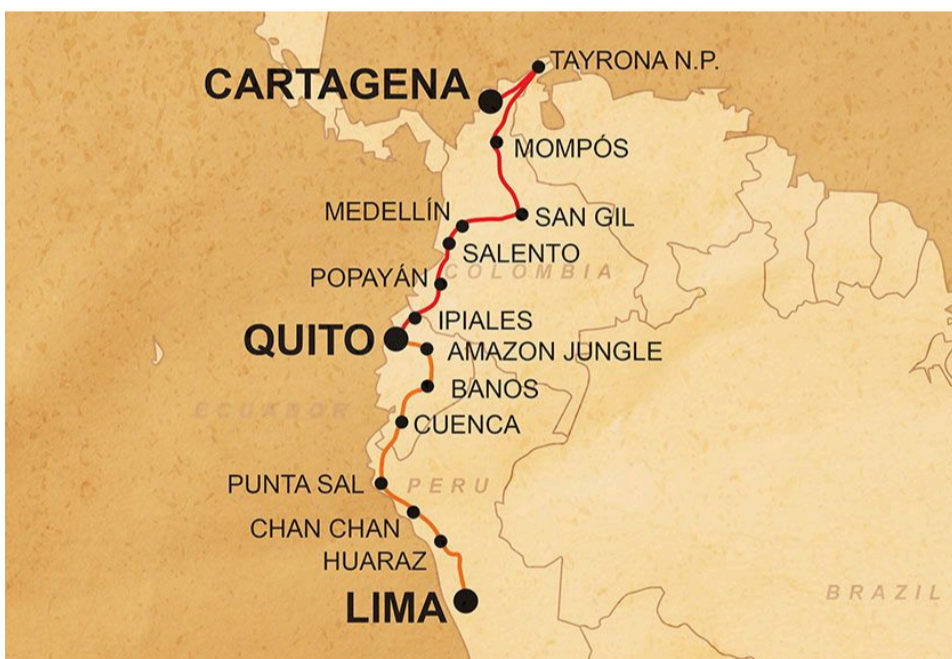 TAYRONA N.P.
CARTAGENA
MOMPÓS
MEDELLÍN
SAN GIL
SALENTO
COLOMBIA
POPAYÁN
IPIALES
QUITO
AMAZON JUNGLE
BANOS
ECUADOR
CUENCA
PUNTA SAL
PERU
CHAN CHAN
HUARAZ
BRAZIL
LIMA